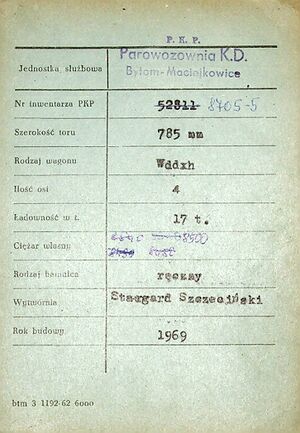 P. K. P.
Jednostka służbowa Parowozownia K.D.
Bytom-Maciejkowice
Nr inwentarza PKP 52811 8705-5
Szerokość toru 785 mm
Rodzaj wagonu Wddxh
Ilość osi 4
Ładowność w t. 17 t.
Ciężar własny 8500
Rodzaj hamulca ręczny
Wytwórnia Stargard Szczeciński
Rok budowy 1969
btm 3 1192-62 6000